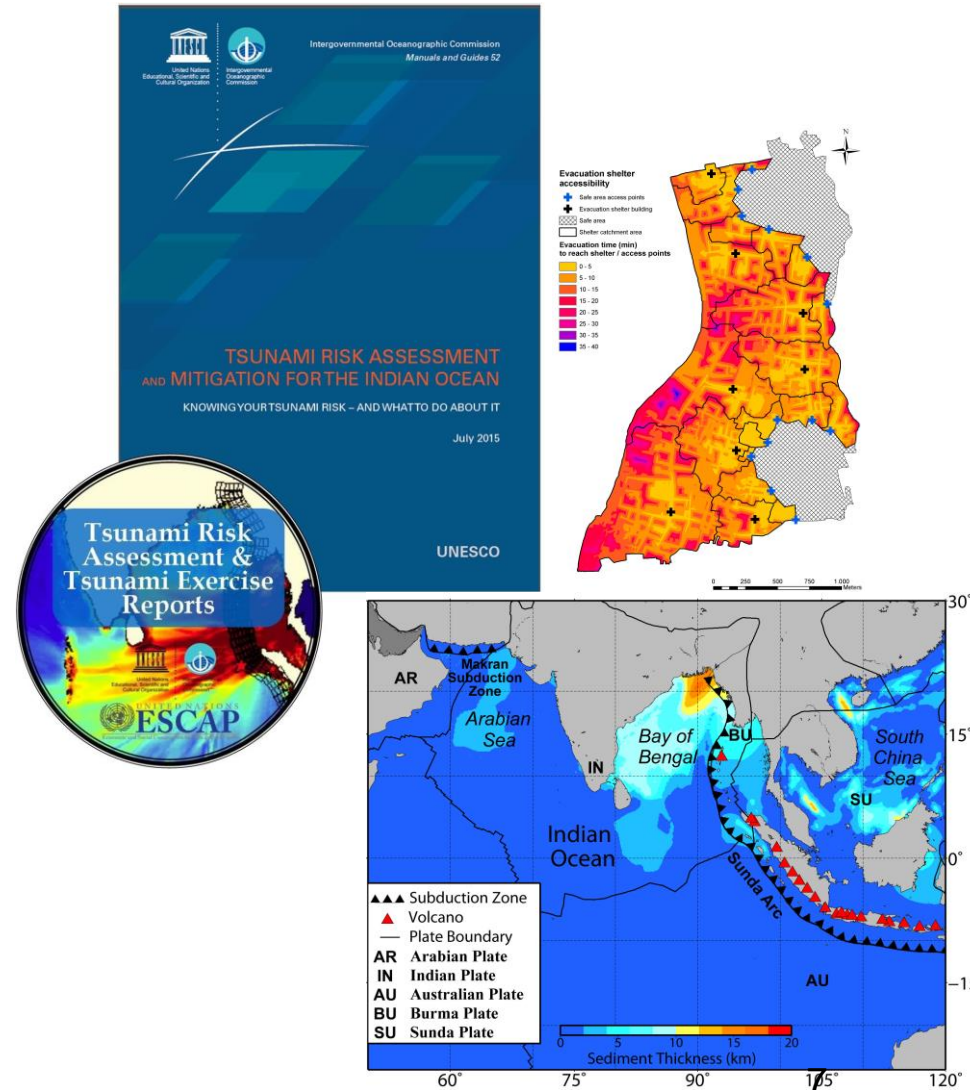 Intergovernmental Oceanographic Commission
Manuals and Guides 52
United Nations
Educational, Scientific and
Cultural Organization
Intergovernmental
Oceanographic
Commission
TSUNAMI RISK ASSESSMENT
AND MITIGATION FOR THE INDIAN OCEAN
KNOWING YOUR TSUNAMI RISK – AND WHAT TO DO ABOUT IT
July 2015
UNESCO
Tsunami Risk
Assessment &
Tsunami Exercise
Reports
UNITED NATIONS
ESCAP
N
Evacuation shelter
accessibility
Safe area access points
Evacuation shelter building
Safe area
Shelter catchment area
Evacuation time (min)
to reach shelter / access points
0 - 5
5 - 10
10 - 15
15 - 20
20 - 25
25 - 30
30 - 35
35 - 40
0 250 500 750 1.000
Meters
AR
Makran
Subduction
Zone
Arabian
Sea
IN
Bay of
Bengal
BU
South
China
Sea
SU
Indian
Ocean
Sunda Arc
AU
Subduction Zone
Volcano
Plate Boundary
AR Arabian Plate
IN Indian Plate
AU Australian Plate
BU Burma Plate
SU Sunda Plate
0 5 10 15 20
Sediment Thickness (km)
30°
15°
0°
60° 75° 90° 105° 120°
7